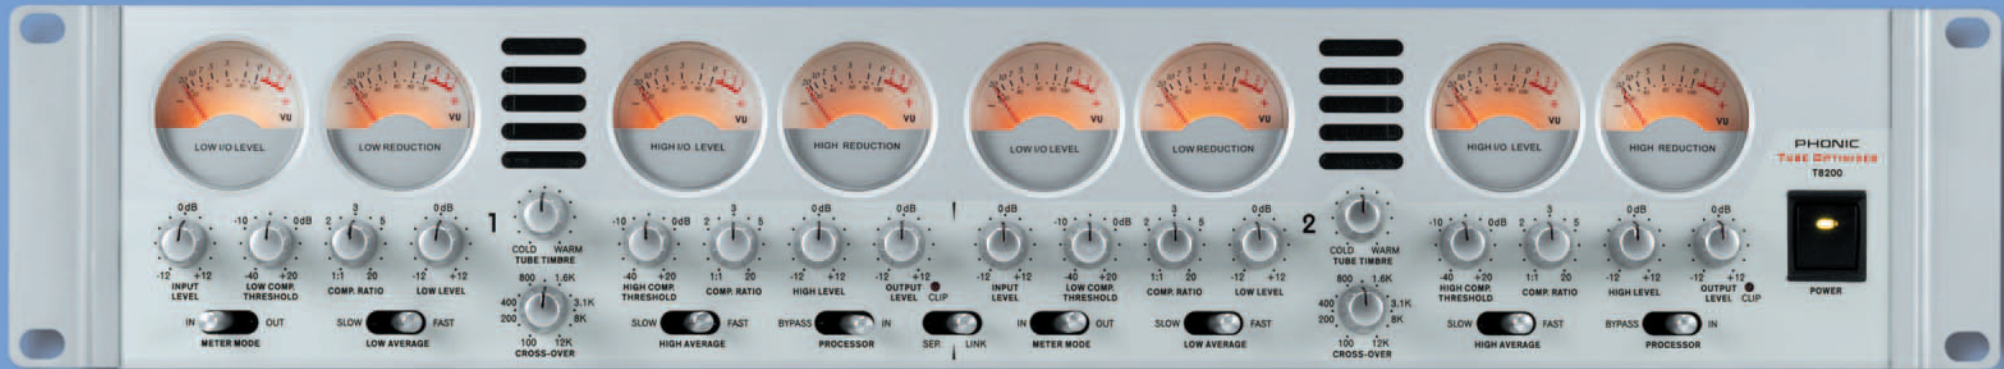 LOW I/O LEVEL
LOW REDUCTION
HIGH I/O LEVEL
HIGH REDUCTION
LOW I/O LEVEL
LOW REDUCTION
HIGH I/O LEVEL
HIGH REDUCTION
VU VU VU VU VU VU VU VU
PHONIC
TUBE OPTIMISER
T8200
POWER
1
0dB
-12 +12
INPUT
LEVEL
-10 0dB
-40 +20
LOW COMP.
THRESHOLD
2 3 5
1:1 20
COMP. RATIO
0dB
-12 +12
LOW LEVEL
COLD WARM
TUBE TIMBRE
800 1.6K
400 3.1K
200 8K
100 12K
CROSS-OVER
-10 0dB
-40 +20
HIGH COMP.
THRESHOLD
2 3 5
1:1 20
COMP. RATIO
0dB
-12 +12
HIGH LEVEL
0dB
-12 +12
OUTPUT
LEVEL
CLIP
IN OUT
METER MODE
SLOW FAST
LOW AVERAGE
SLOW FAST
HIGH AVERAGE
BYPASS IN
PROCESSOR
SEP. LINK
2
0dB
-12 +12
INPUT
LEVEL
-10 0dB
-40 +20
LOW COMP.
THRESHOLD
2 3 5
1:1 20
COMP. RATIO
0dB
-12 +12
LOW LEVEL
COLD WARM
TUBE TIMBRE
800 1.6K
400 3.1K
200 8K
100 12K
CROSS-OVER
-10 0dB
-40 +20
HIGH COMP.
THRESHOLD
2 3 5
1:1 20
COMP. RATIO
0dB
-12 +12
HIGH LEVEL
0dB
-12 +12
OUTPUT
LEVEL
CLIP
IN OUT
METER MODE
SLOW FAST
LOW AVERAGE
SLOW FAST
HIGH AVERAGE
BYPASS IN
PROCESSOR